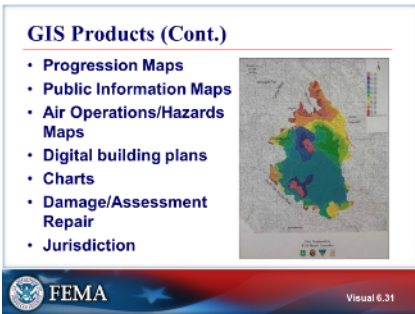 GIS Products (Cont.)
• Progression Maps
• Public Information Maps
• Air Operations/Hazards
Maps
• Digital building plans
• Charts
• Damage/Assessment
Repair
• Jurisdiction
FEMA
Visual 6.31